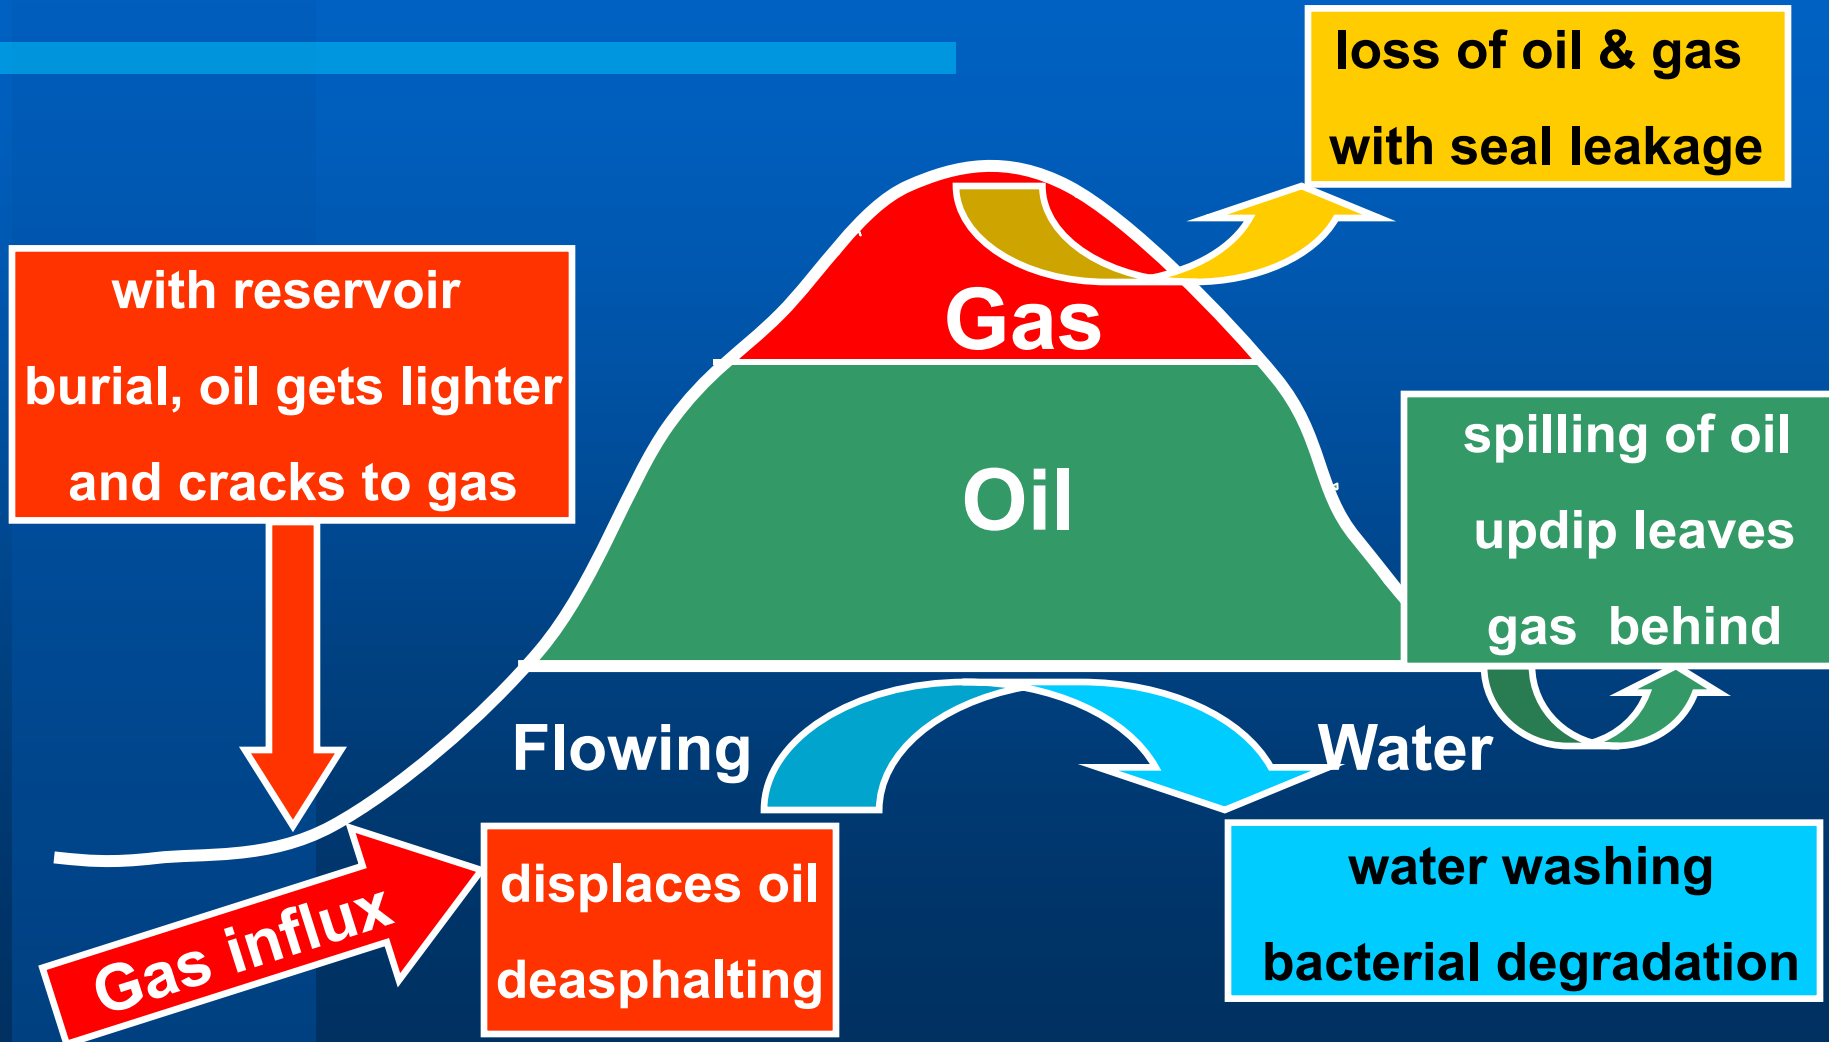 loss of oil & gas
with seal leakage
with reservoir
burial, oil gets lighter
and cracks to gas
Gas
Oil
spilling of oil
updip leaves
gas behind
Flowing
Water
Gas influx
displaces oil
deasphalting
water washing
bacterial degradation